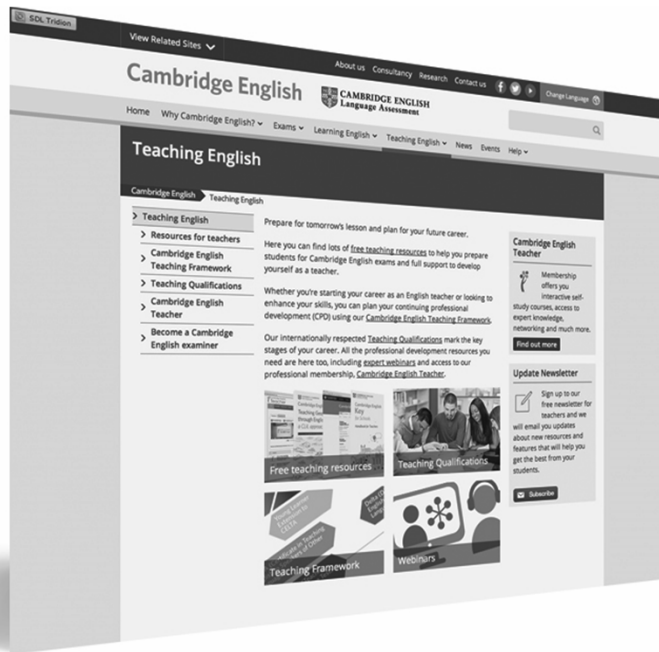 SDL Tridion
View Related Sites
About us Consultancy Research Contact us
Change Language
Cambridge English
CAMBRIDGE ENGLISH
Language Assessment
Home Why Cambridge English? Exams Learning English Teaching English News Events Help
Teaching English
Cambridge English Teaching English
Teaching English
Resources for teachers
Cambridge English
Teaching Framework
Teaching Qualifications
Cambridge English
Teacher
Become a Cambridge
English examiner
Prepare for tomorrow's lesson and plan for your future career.
Here you can find lots of free teaching resources to help you prepare
students for Cambridge English exams and full support to develop
yourself as a teacher.
Whether you're starting your career as an English teacher or looking to
enhance your skills, you can plan your continuing professional
development (CPD) using our Cambridge English Teaching Framework.
Our internationally respected Teaching Qualifications mark the key
stages of your career. All the professional development resources you
need are here too, including expert webinars and access to our
professional membership, Cambridge English Teacher.
Key
Free teaching resources
Teaching Qualifications
Young Learner
Extension to
CELTA
Teaching Framework
Webinars
Cambridge English
Teacher
Membership
offers you
interactive self-
study courses, access to
expert knowledge,
networking and much more.
Find out more
Update Newsletter
Sign up to our
free newsletter for
teachers and we
will email you updates
about new resources and
features that will help you
get the best from your
students.
Subscribe